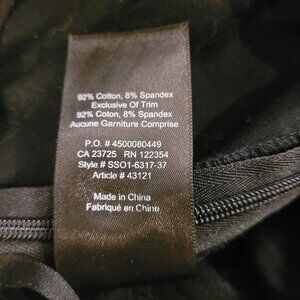 92% Cotton, 8% Spandex
Exclusive Of Trim
92% Coton, 8% Spandex
Aucune Garniture Comprise
P.O. # 4500080449
CA 23725 RN 122354
Style # SSO1-6317-37
Article # 43121
Made in China
Fabriqué en Chine